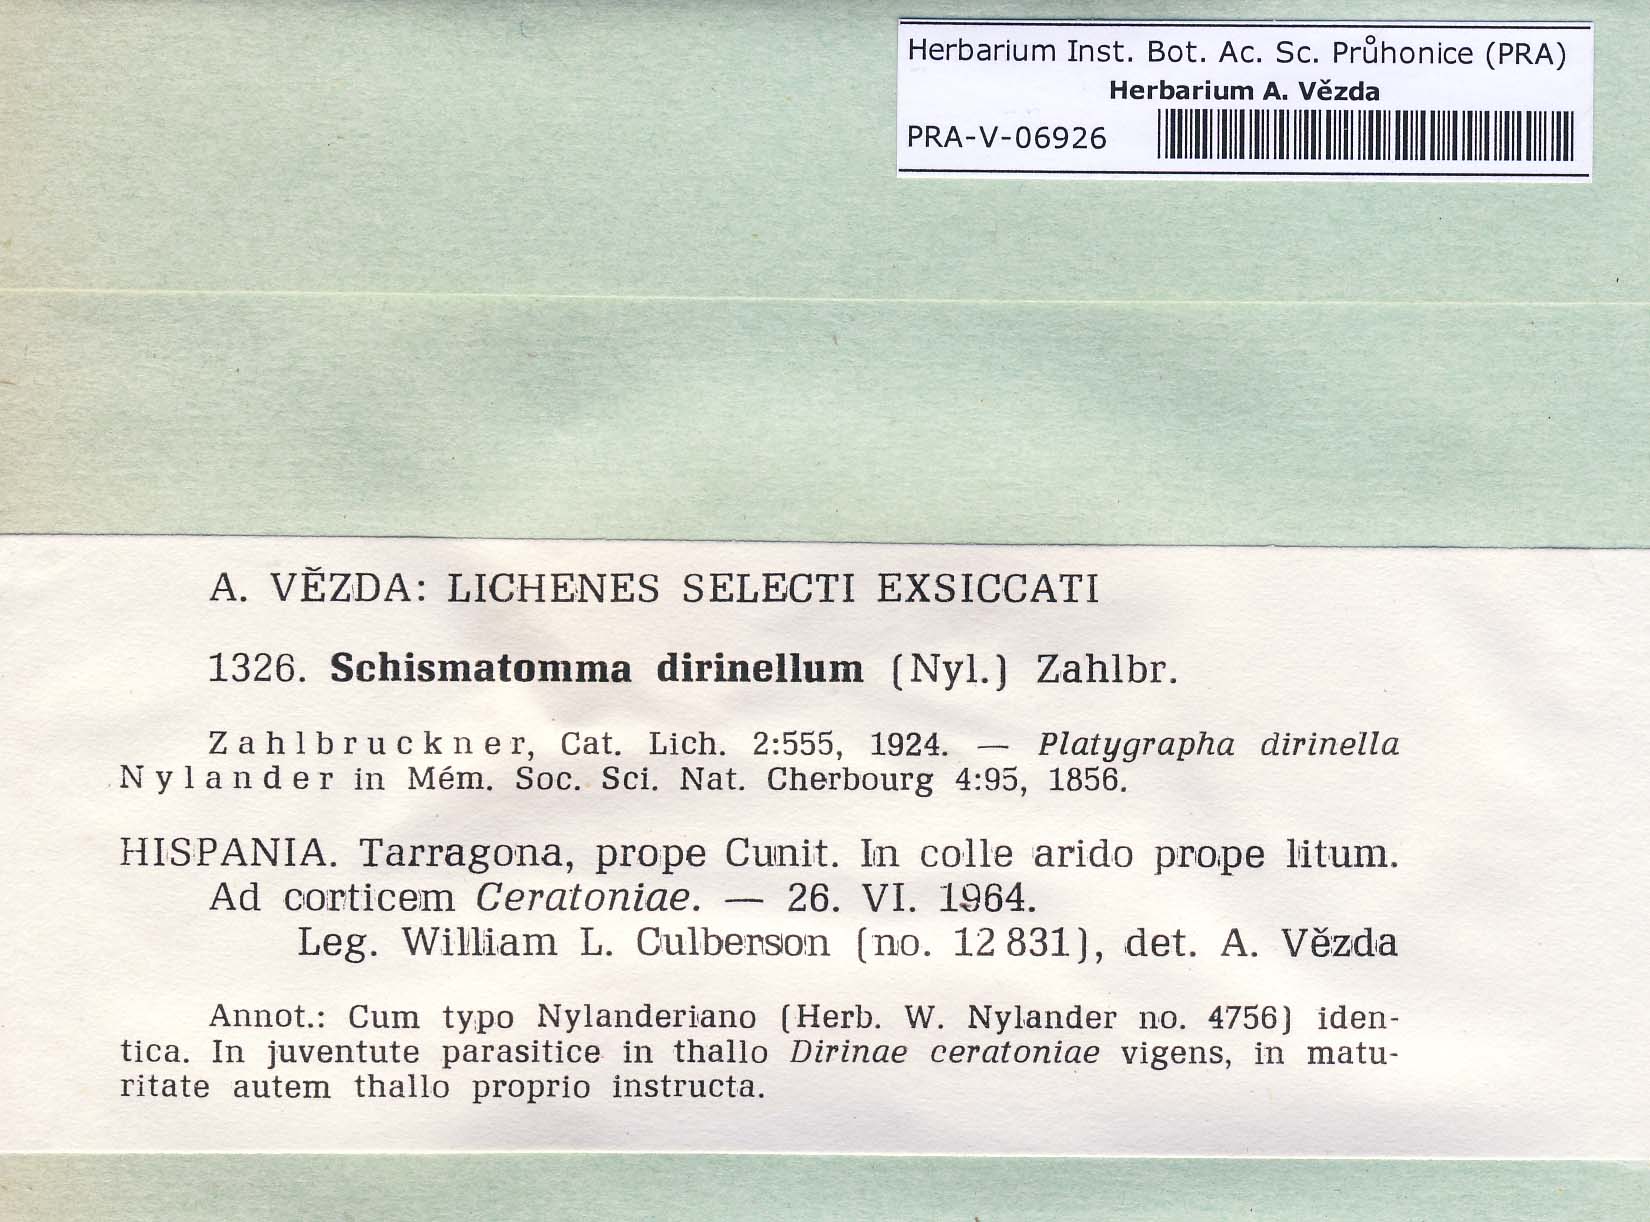 Herbarium Inst. Bot. Ac. Sc. Průhonice (PRA)
Herbarium A. Vězda
PRA-V-06926
A. VĚZDA: LICHENES SELECTI EXSICCATI
1326. Schismatomma dirinellum (Nyl.) Zahlbr.
Zahlbruckner, Cat. Lich. 2:555, 1924. — Platygrapha dirinella
Nylander in Mém. Soc. Sci. Nat. Cherbourg 4:95, 1856.
HISPANIA. Tarragona, prope Cunit. In colle arido prope litum.
Ad corticem Ceratoniae. — 26. VI. 1964.
Leg. William L. Culberson (no. 12 831), det. A. Vězda
Annot.: Cum typo Nylanderiano (Herb. W. Nylander no. 4756) iden-
tica. In juventute parasitice in thallo Dirinae ceratoniae vigens, in matu-
ritate autem thallo proprio instructa.